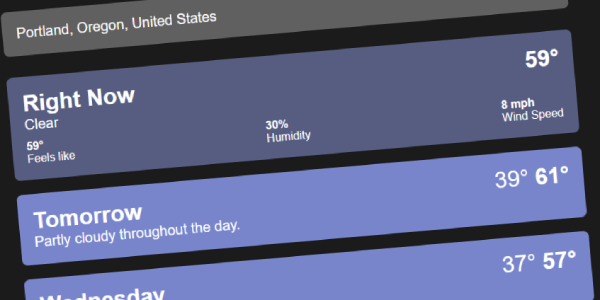 Portland, Oregon, United States
Right Now
59°
Clear
59°
Feels like
30%
Humidity
8 mph
Wind Speed
Tomorrow
39° 61°
Partly cloudy throughout the day.
Wednesday
37° 57°